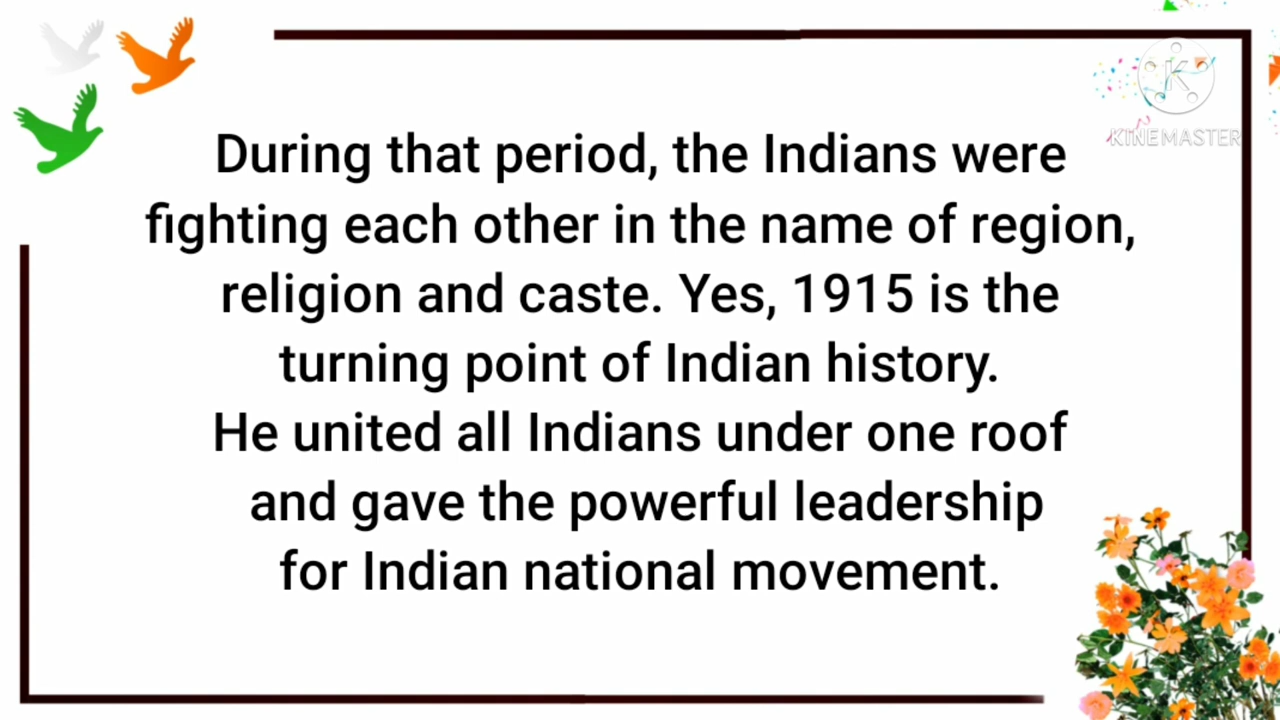 During that period, the Indians were
fighting each other in the name of region,
religion and caste. Yes, 1915 is the
turning point of Indian history.
He united all Indians under one roof
and gave the powerful leadership
for Indian national movement.
K
KINEMASTER